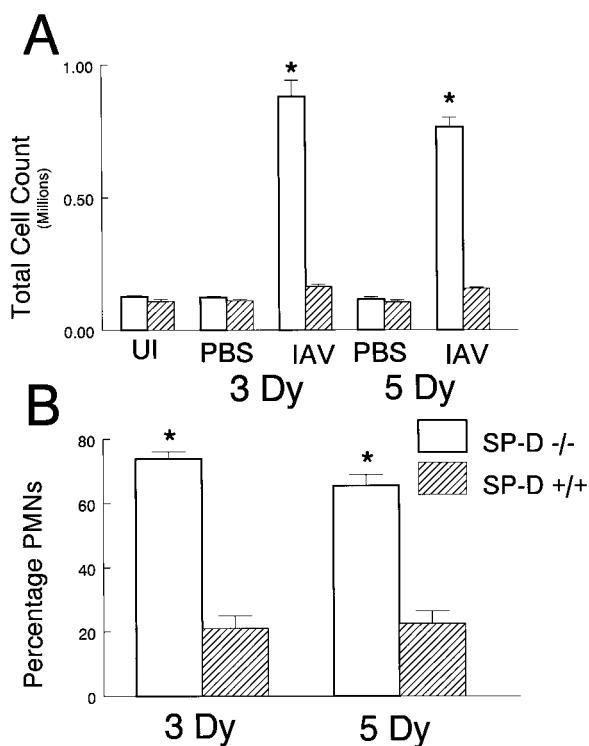 A
1.00
0.50
0.00
Total Cell Count
(Millions)
* *
UI PBS IAV PBS IAV
3 Dy 5 Dy
B
80
60
40
20
0
Percentage PMNs
* *
SP-D -/-
SP-D +/+
3 Dy 5 Dy